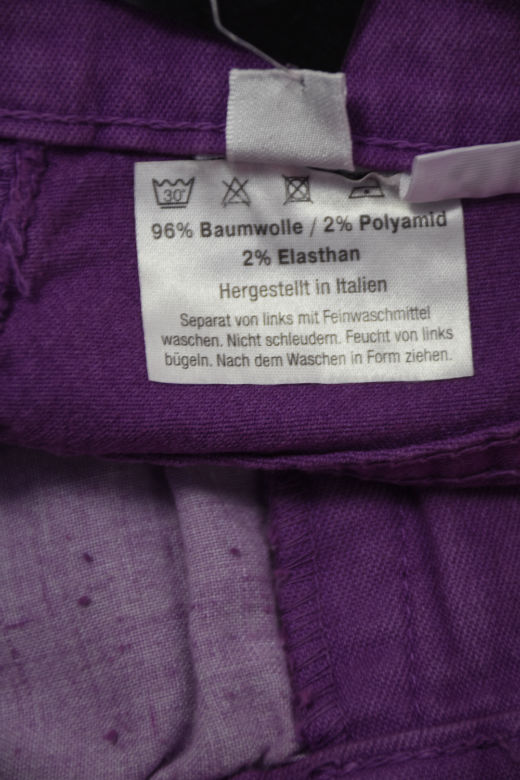 30°
96% Baumwolle / 2% Polyamid
2% Elasthan
Hergestellt in Italien
Separat von links mit Feinwaschmittel
waschen. Nicht schleudern. Feucht von links
bügeln. Nach dem Waschen in Form ziehen.